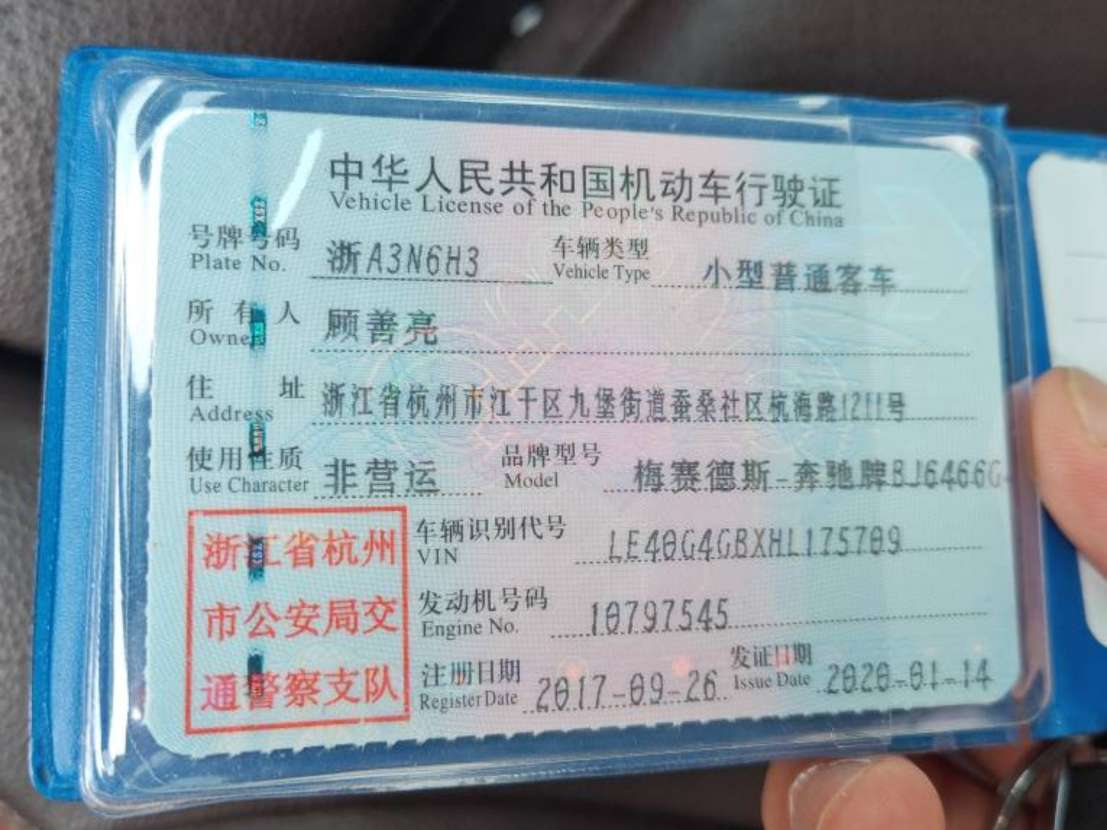 中华人民共和国机动车行驶证
Vehicle License of the People's Republic of China
号牌号码 浙A3N6H3 车辆类型 小型普通客车
Plate No. Vehicle Type
所有人 顾善亮
Owner
住址 浙江省杭州市江干区九堡街道蚕桑社区杭海路1211号
Address
使用性质 非营运 品牌型号 梅赛德斯-奔驰牌BJ6466G
Use Character Model
浙江省杭州
市公安局交
通警察支队
车辆识别代号 LE40G4GBXHL175709
VIN
发动机号码 10797545
Engine No.
注册日期 2017-09-26 发证日期 2020-01-14
Register Date Issue Date